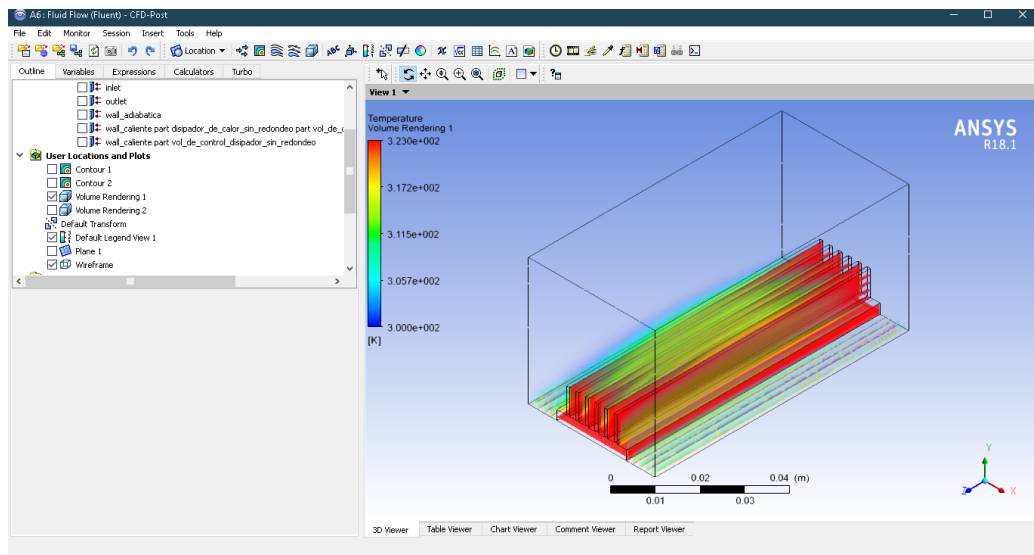 A6: Fluid Flow (Fluent) - CFD-Post
File Edit Monitor Session Insert Tools Help
Location
Outline Variables Expressions Calculators Turbo
inlet
outlet
wall_adiabatica
wall_caliente part disipador_de_calor_sin_redondeo part vol_de_c
wall_caliente part vol_de_control_disipador_sin_redondeo
User Locations and Plots
Contour 1
Contour 2
Volume Rendering 1
Volume Rendering 2
Default Transform
Default Legend View 1
Plane 1
Wireframe
View 1
Temperature
Volume Rendering 1
3.230e+002
3.172e+002
3.115e+002
3.057e+002
3.000e+002
[K]
ANSYS
R18.1
0 0.02 0.04 (m)
0.01 0.03
Y
Z X
3D Viewer Table Viewer Chart Viewer Comment Viewer Report Viewer